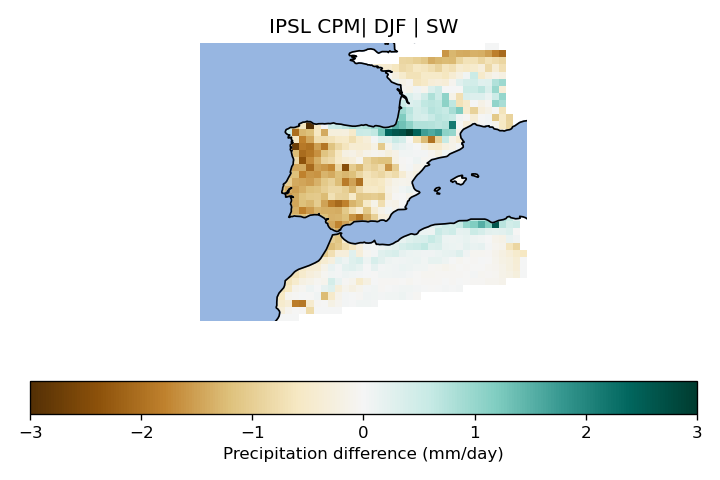 IPSL CPM| DJF | SW
−3 −2 −1 0 1 2 3
Precipitation difference (mm/day)